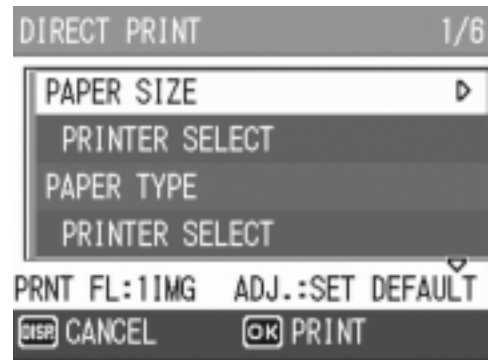 DIRECT PRINT 1/6
PAPER SIZE
PRINTER SELECT
PAPER TYPE
PRINTER SELECT
PRNT FL:1IMG ADJ.:SET DEFAULT
DISP. CANCEL OK PRINT